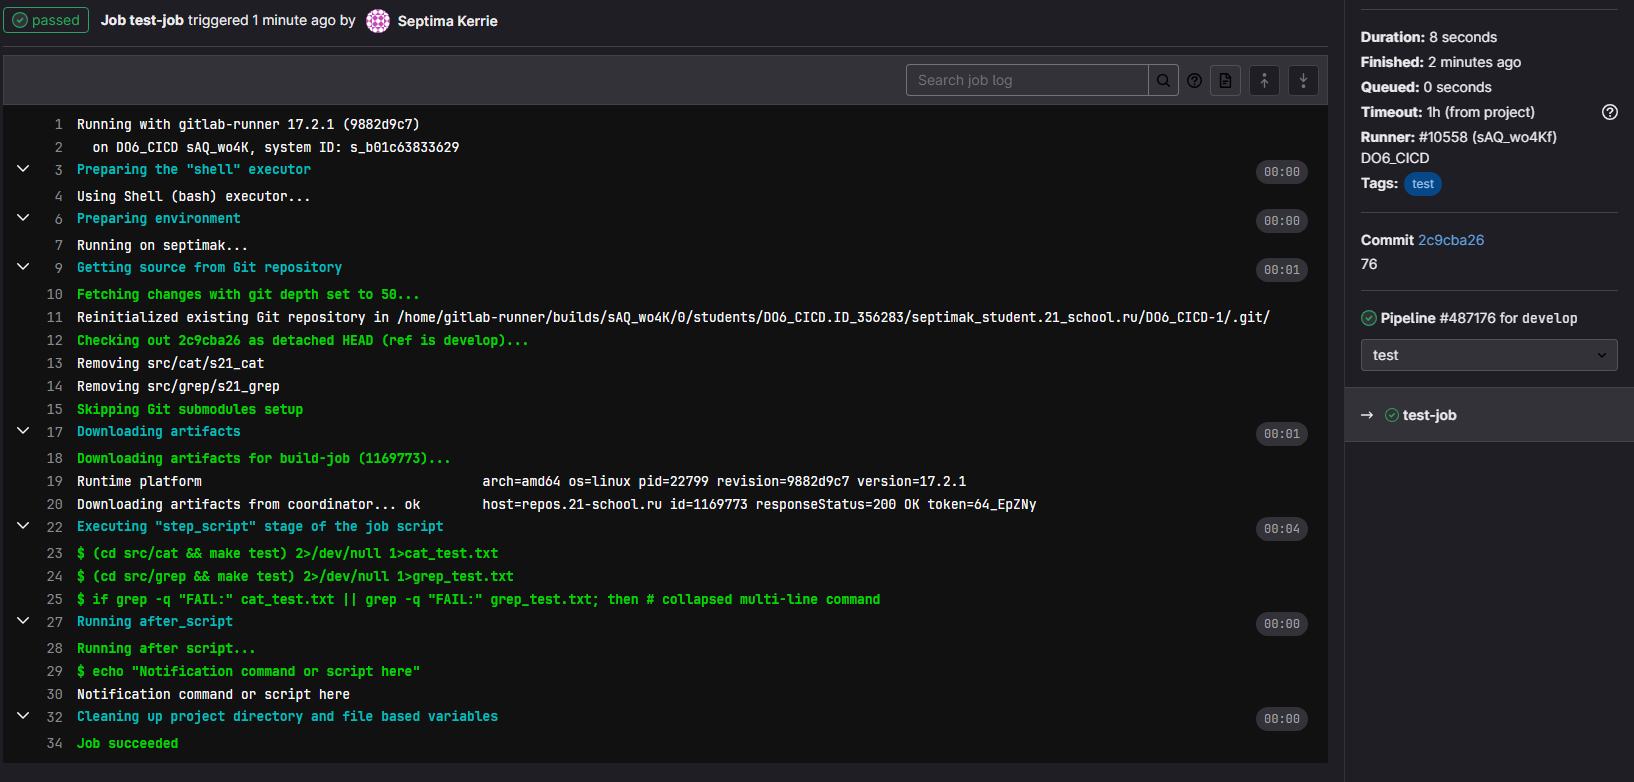 passed Job test-job triggered 1 minute ago by Septima Kerrie
Search job log
1 Running with gitlab-runner 17.2.1 (9882d9c7)
2 on DO6_CICD sAQ_wo4K, system ID: s_b01c63833629
3 Preparing the "shell" executor 00:00
4 Using Shell (bash) executor...
6 Preparing environment 00:00
7 Running on septimak...
9 Getting source from Git repository 00:01
10 Fetching changes with git depth set to 50...
11 Reinitialized existing Git repository in /home/gitlab-runner/builds/sAQ_wo4K/0/students/DO6_CICD.ID_356283/septimak_student.21_school.ru/DO6_CICD-1/.git/
12 Checking out 2c9cba26 as detached HEAD (ref is develop)...
13 Removing src/cat/s21_cat
14 Removing src/grep/s21_grep
15 Skipping Git submodules setup
17 Downloading artifacts 00:01
18 Downloading artifacts for build-job (1169773)...
19 Runtime platform arch=amd64 os=linux pid=22799 revision=9882d9c7 version=17.2.1
20 Downloading artifacts from coordinator... ok host=repos.21-school.ru id=1169773 responseStatus=200 OK token=64_EpZNy
22 Executing "step_script" stage of the job script 00:04
23 $ (cd src/cat && make test) 2>/dev/null 1>cat_test.txt
24 $ (cd src/grep && make test) 2>/dev/null 1>grep_test.txt
25 $ if grep -q "FAIL:" cat_test.txt || grep -q "FAIL:" grep_test.txt; then # collapsed multi-line command
27 Running after_script 00:00
28 Running after script...
29 $ echo "Notification command or script here"
30 Notification command or script here
32 Cleaning up project directory and file based variables 00:00
34 Job succeeded
Duration: 8 seconds
Finished: 2 minutes ago
Queued: 0 seconds
Timeout: 1h (from project)
Runner: #10558 (sAQ_wo4Kf)
DO6_CICD
Tags: test
Commit 2c9cba26
76
Pipeline #487176 for develop
test
→ test-job